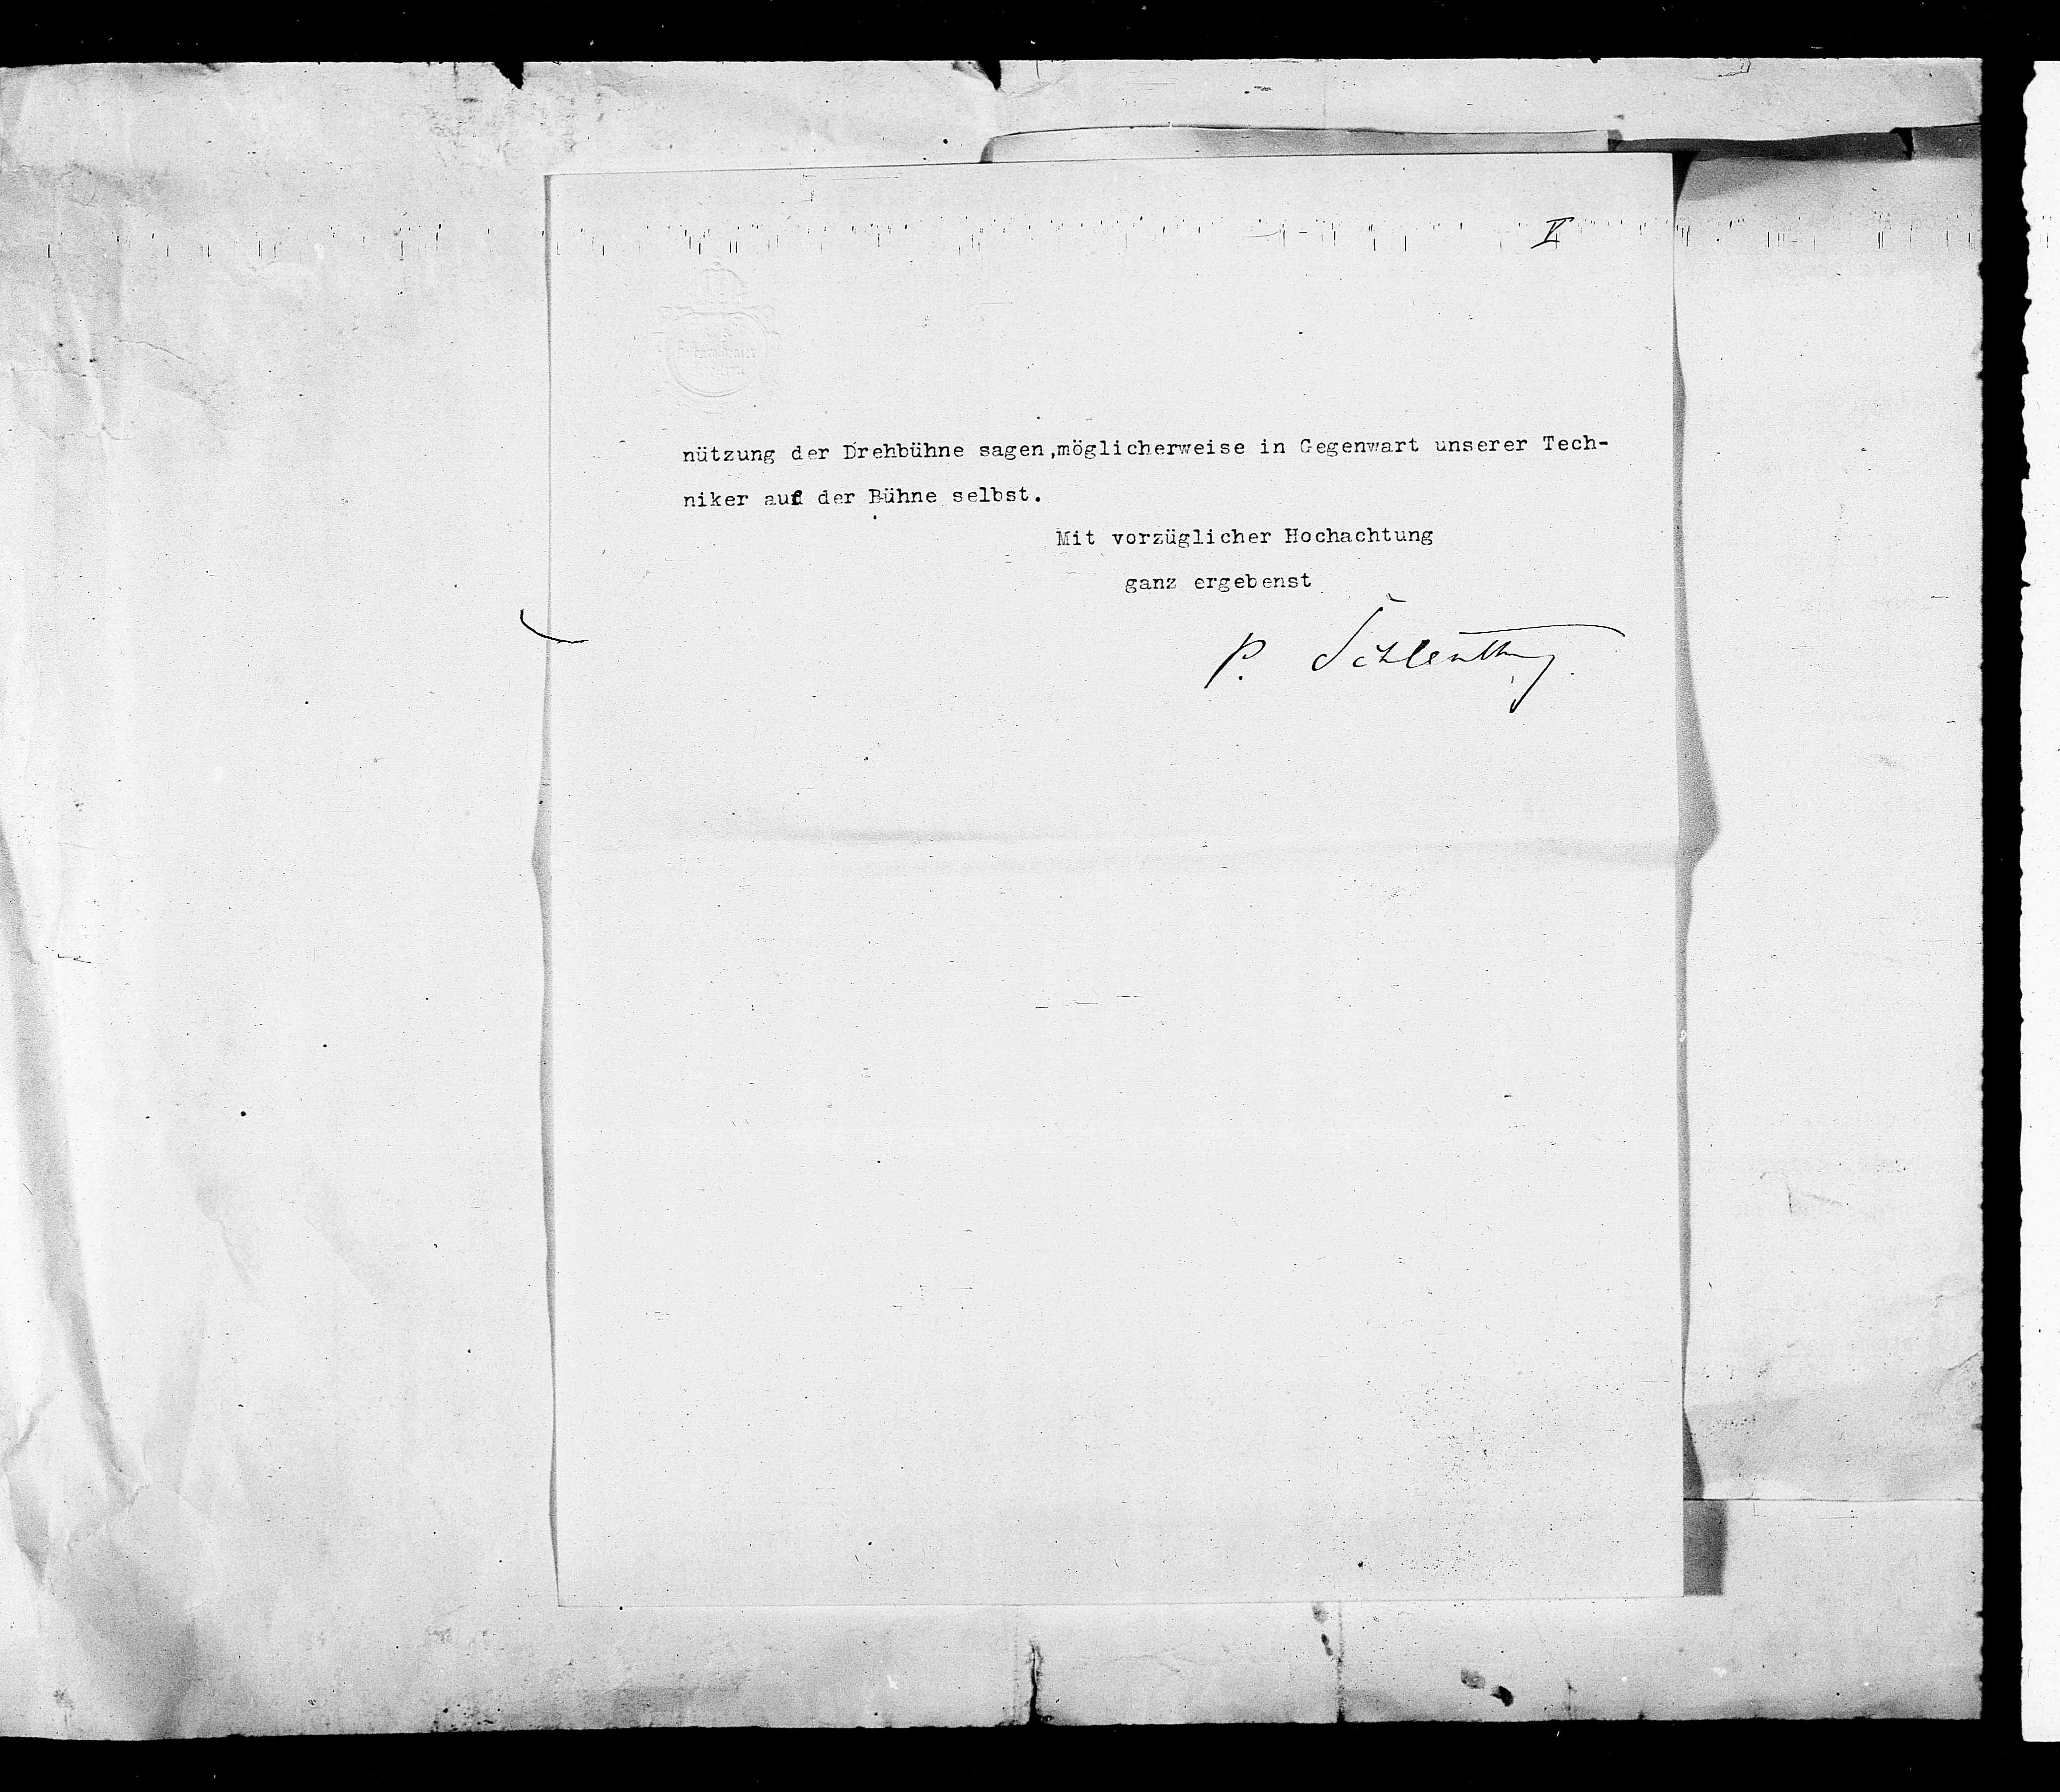 V
nützung der Drehbühne sagen,möglicherweise in Gegenwart unserer Tech-
niker auf der Bühne selbst.
Mit vorzüglicher Hochachtung
ganz ergebenst
P. Schlenther